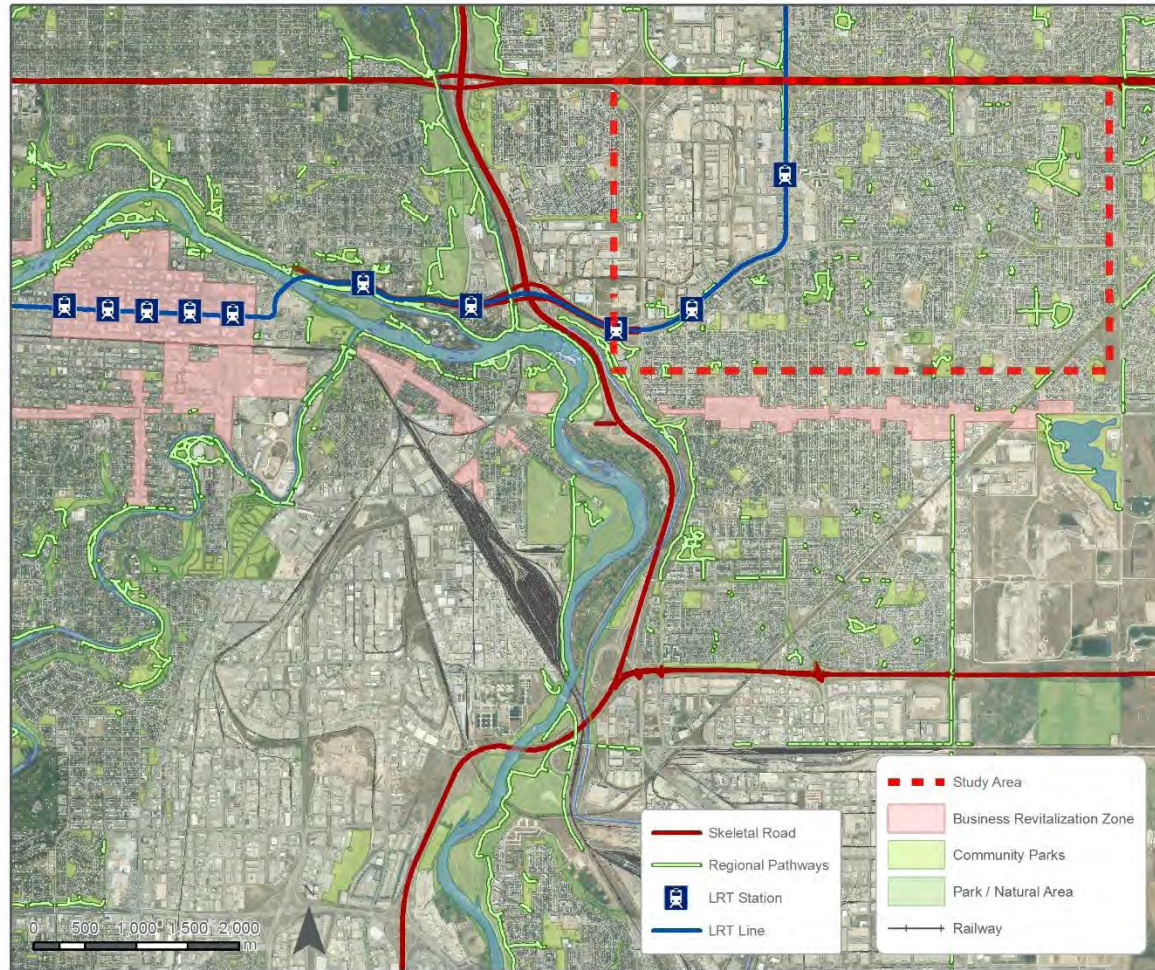 Study Area
Business Revitalization Zone
Community Parks
Park / Natural Area
Railway
Skeletal Road
Regional Pathways
LRT Station
LRT Line
N
0 500 1,000 1,500 2,000
m